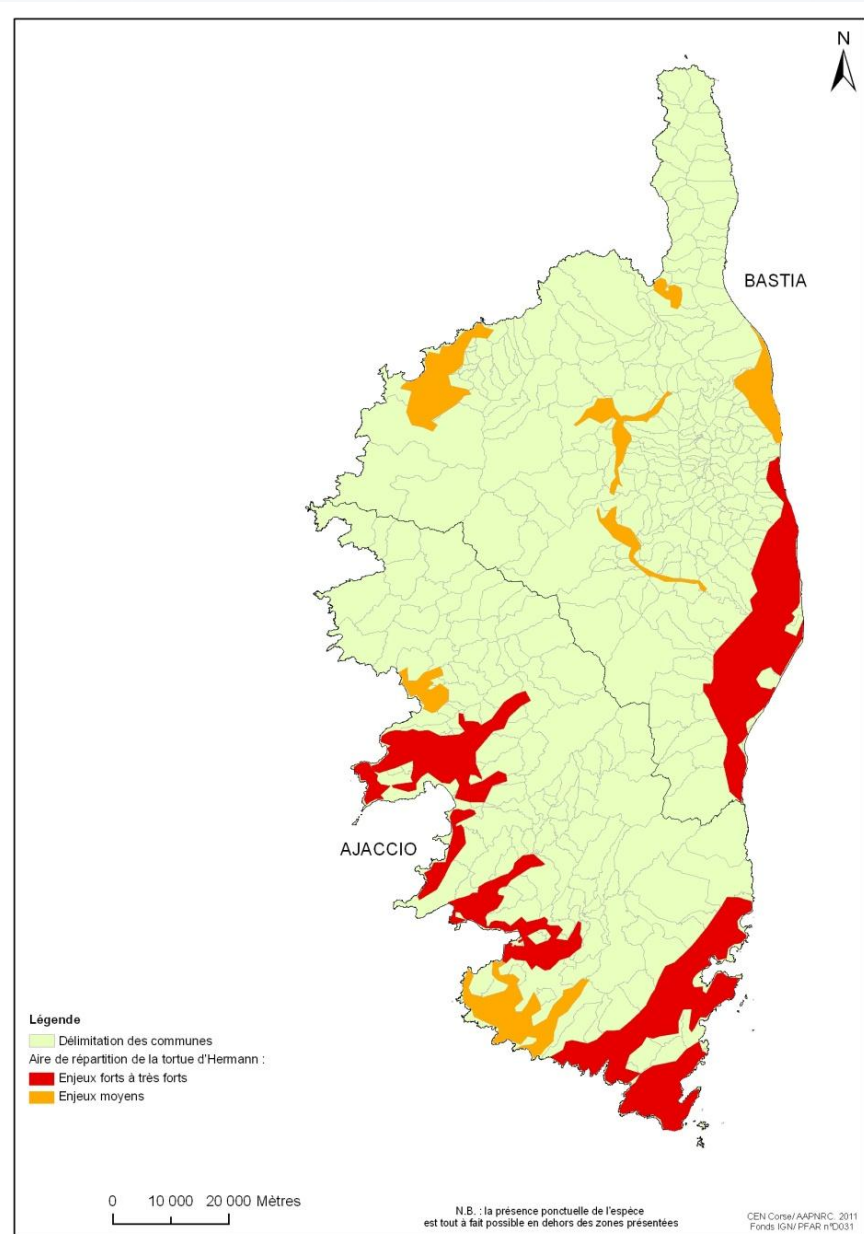 N
BASTIA
AJACCIO
Légende
Délimitation des communes
Aire de répartition de la tortue d'Hermann :
Enjeux forts à très forts
Enjeux moyens
0 10 000 20 000 Mètres
N.B. : la présence ponctuelle de l'espéce
est tout à fait possible en dehors des zones présentées
CEN Corse/ AAPNRC, 2011
Fonds IGN/ PFAR n°D031